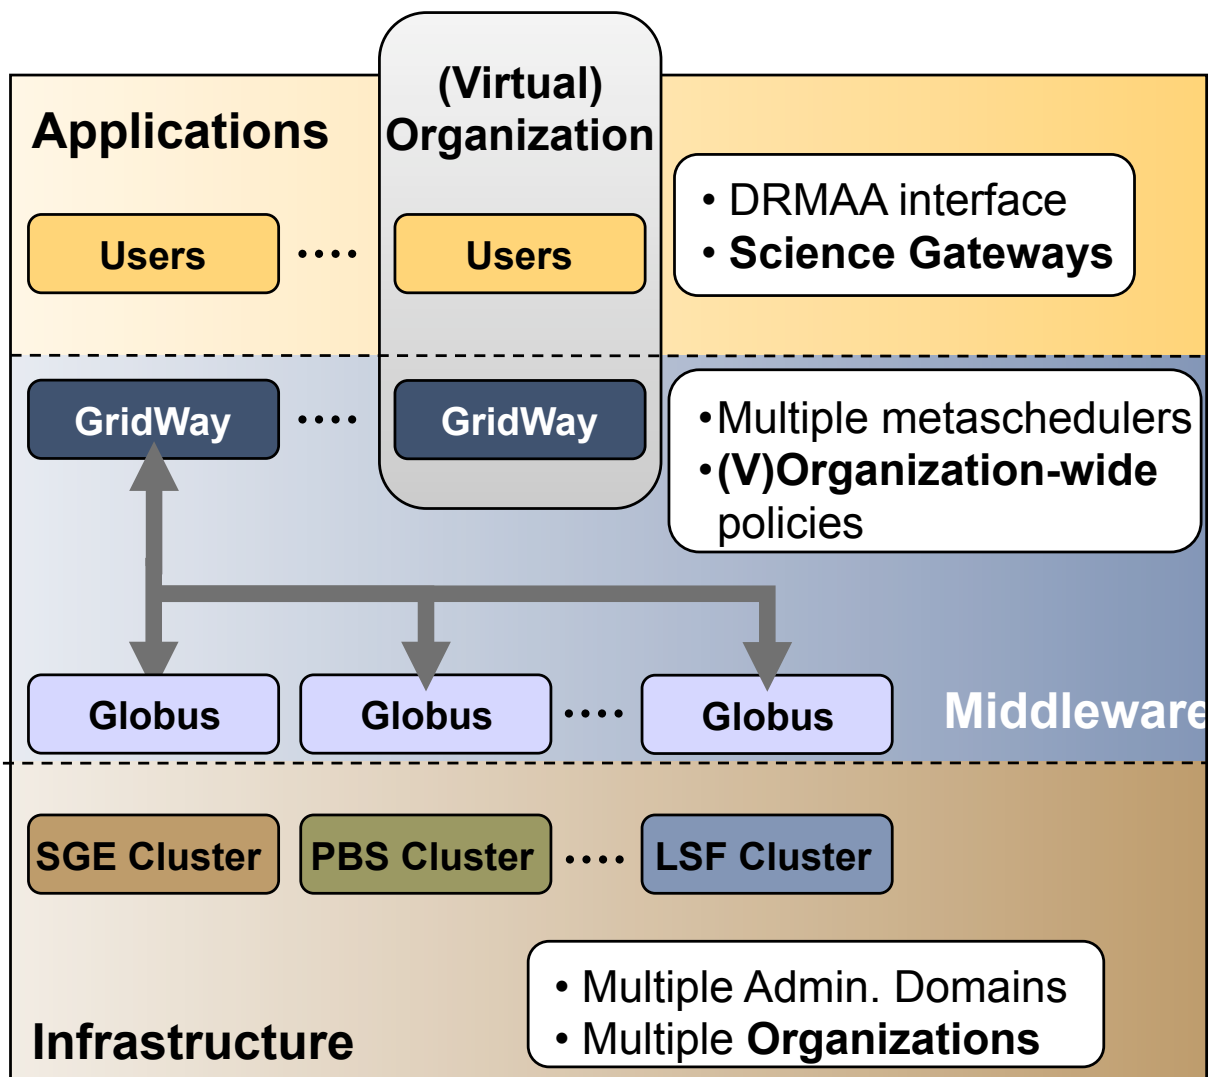 (Virtual)
Organization
Applications
• DRMAA interface
• Science Gateways
Users
....
Users
GridWay
....
GridWay
•Multiple metaschedulers
•(V)Organization-wide
policies
Globus
Globus
....
Globus
Middleware
SGE Cluster
PBS Cluster
....
LSF Cluster
• Multiple Admin. Domains
• Multiple Organizations
Infrastructure